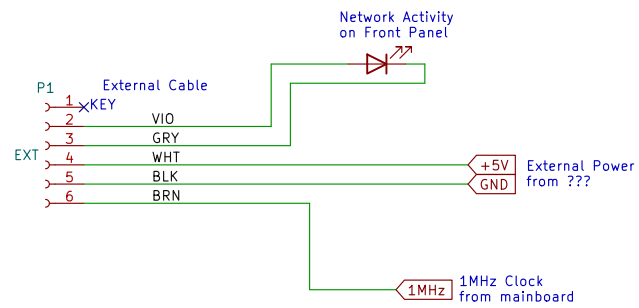 Network Activity
on Front Panel
P1
External Cable
1
KEY
2
VIO
3
GRY
EXT
4
WHT
+5V
External Power
5
BLK
GND
from ???
6
BRN
1MHz
1MHz Clock
from mainboard